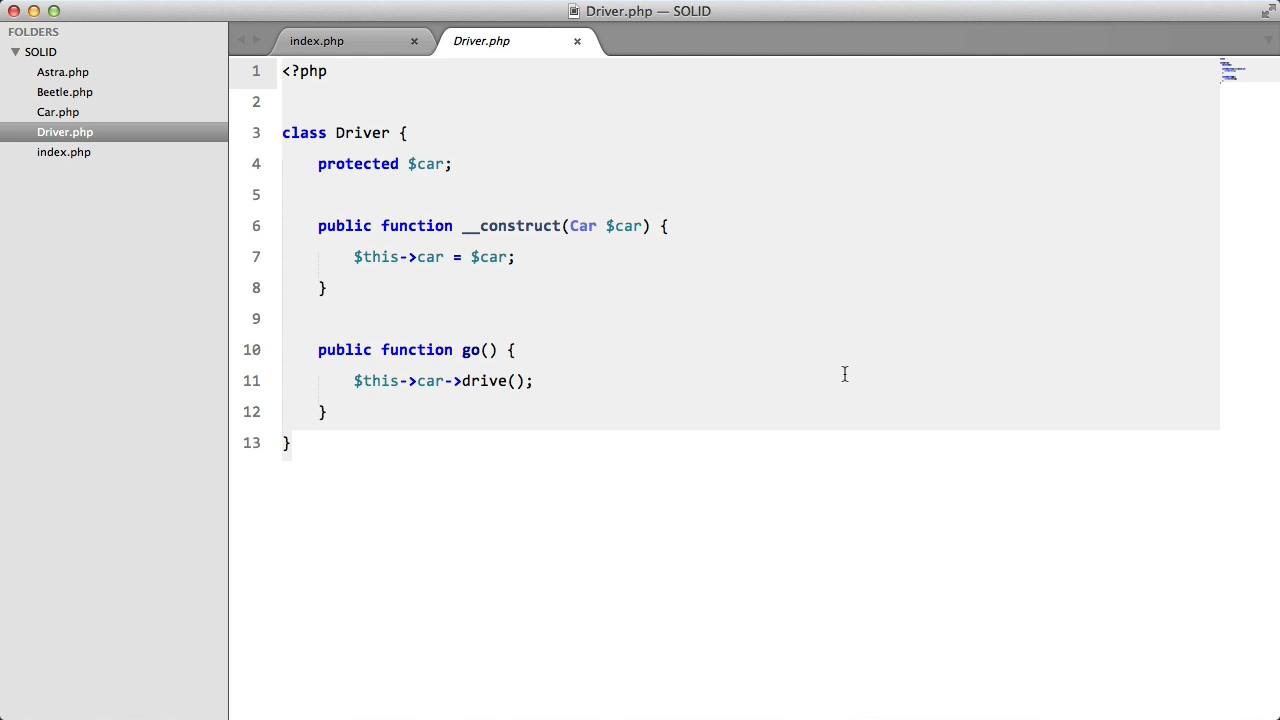 Driver.php — SOLID
FOLDERS
SOLID
Astra.php
Beetle.php
Car.php
Driver.php
index.php
index.php
Driver.php
1 <?php
2
3 class Driver {
4 protected $car;
5
6 public function __construct(Car $car) {
7 $this->car = $car;
8 }
9
10 public function go() {
11 $this->car->drive();
12 }
13 }